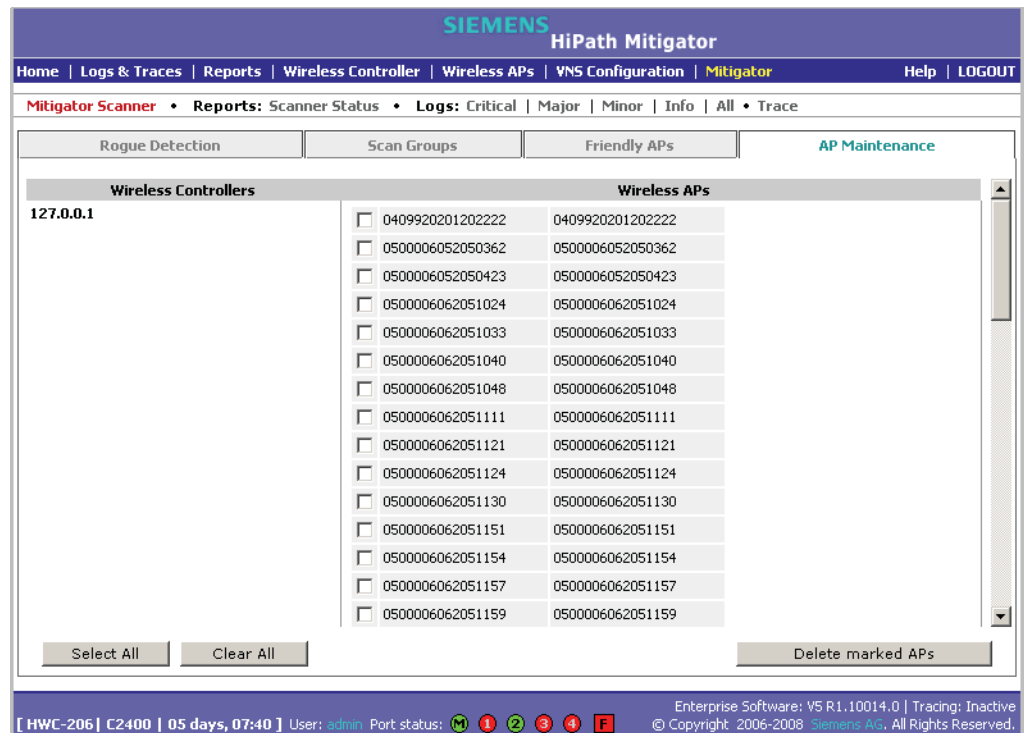 SIEMENS
HiPath Mitigator
Home | Logs & Traces | Reports | Wireless Controller | Wireless APs | VNS Configuration | Mitigator Help | LOGOUT
Mitigator Scanner • Reports: Scanner Status • Logs: Critical | Major | Minor | Info | All • Trace
Rogue Detection Scan Groups Friendly APs AP Maintenance
Wireless Controllers Wireless APs
127.0.0.1
0409920201202222 0409920201202222
0500006052050362 0500006052050362
0500006052050423 0500006052050423
0500006062051024 0500006062051024
0500006062051033 0500006062051033
0500006062051040 0500006062051040
0500006062051048 0500006062051048
0500006062051111 0500006062051111
0500006062051121 0500006062051121
0500006062051124 0500006062051124
0500006062051130 0500006062051130
0500006062051151 0500006062051151
0500006062051154 0500006062051154
0500006062051157 0500006062051157
0500006062051159 0500006062051159
Select All Clear All Delete marked APs
Enterprise Software: V5 R1.10014.0 | Tracing: Inactive
[ HWC-206 | C2400 | 05 days, 07:40 ] User: admin Port status: M 1 2 3 4 F © Copyright 2006-2008 Siemens AG. All Rights Reserved.